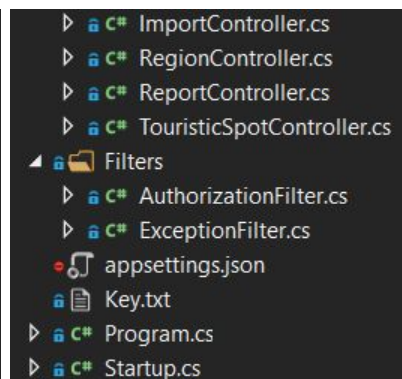 C# ImportController.cs
C# RegionController.cs
C# ReportController.cs
C# TouristicSpotController.cs
Filters
C# AuthorizationFilter.cs
C# ExceptionFilter.cs
appsettings.json
Key.txt
C# Program.cs
C# Startup.cs